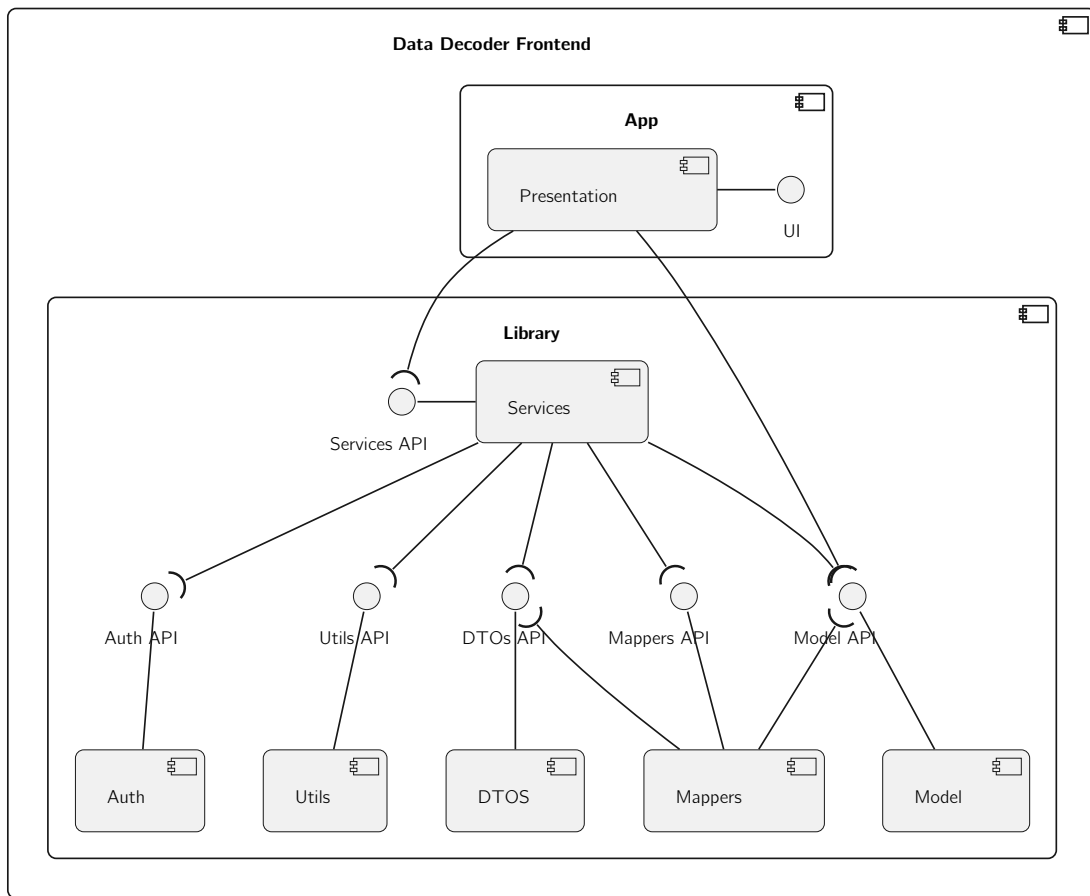 Data Decoder Frontend
App
Presentation
UI
Library
Services
Services API
Auth API
Utils API
DTOs API
Mappers API
Model API
Auth
Utils
DTOS
Mappers
Model